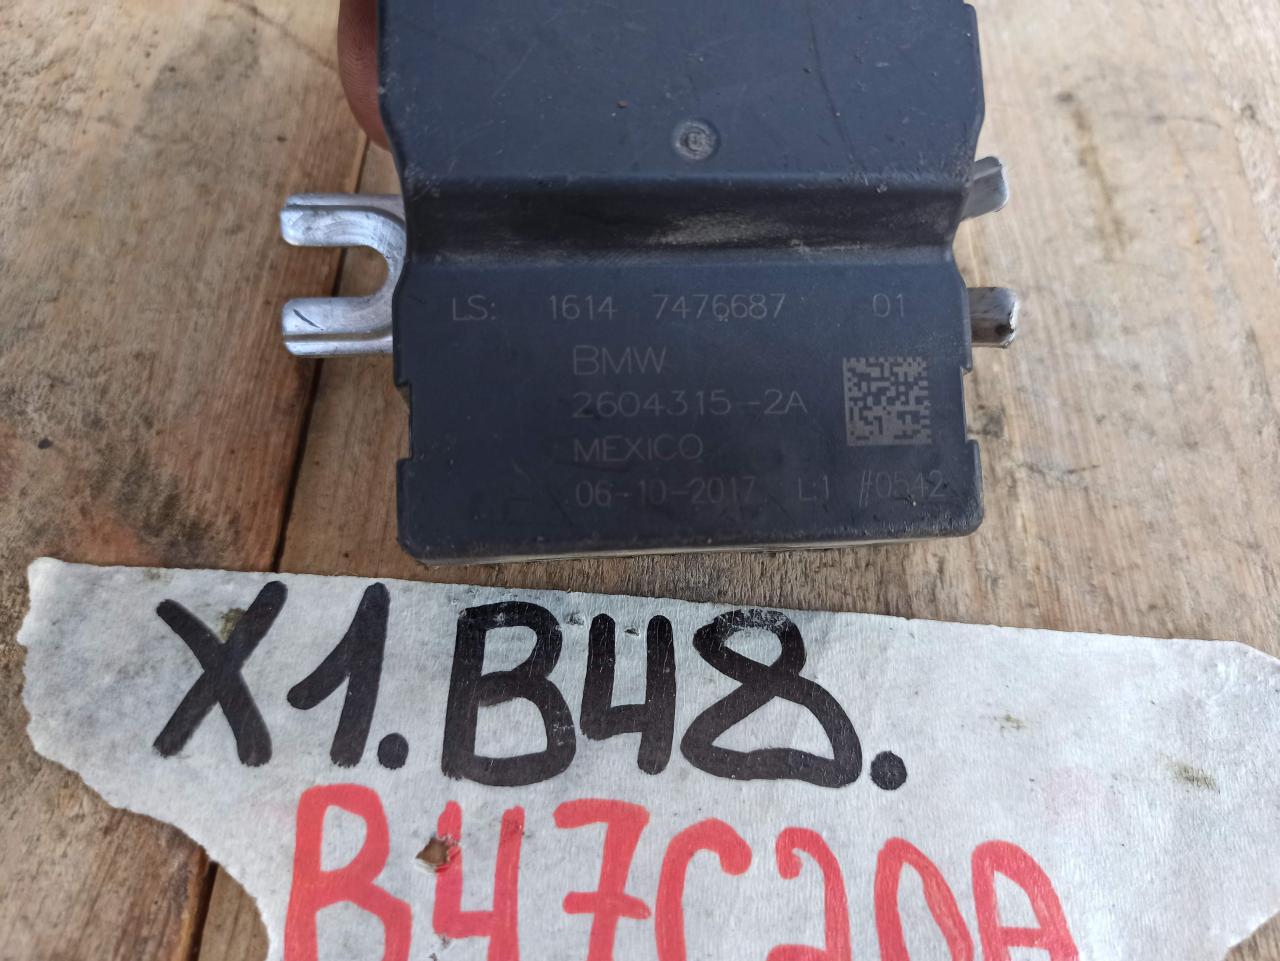 LS: 1614 7476687 01
BMW
2604315-2A
MEXICO
06-10-2017 L1 #0542
X1.B48.
B47C20A